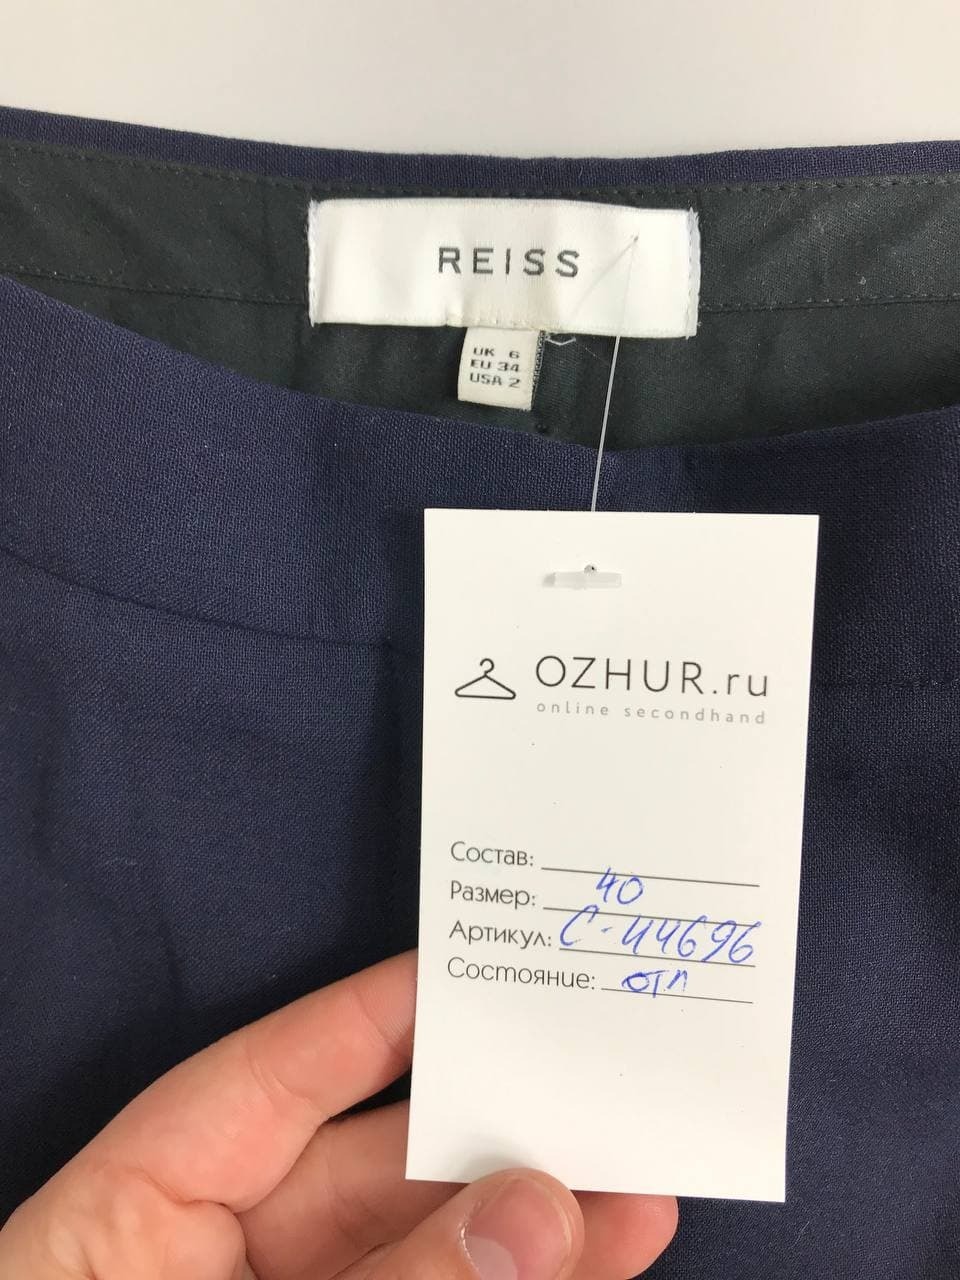 REISS
UK 6
EU 34
USA 2
OZHUR.ru
online secondhand
Состав:
Размер: 40
Артикул: С-44696
Состояние: отл